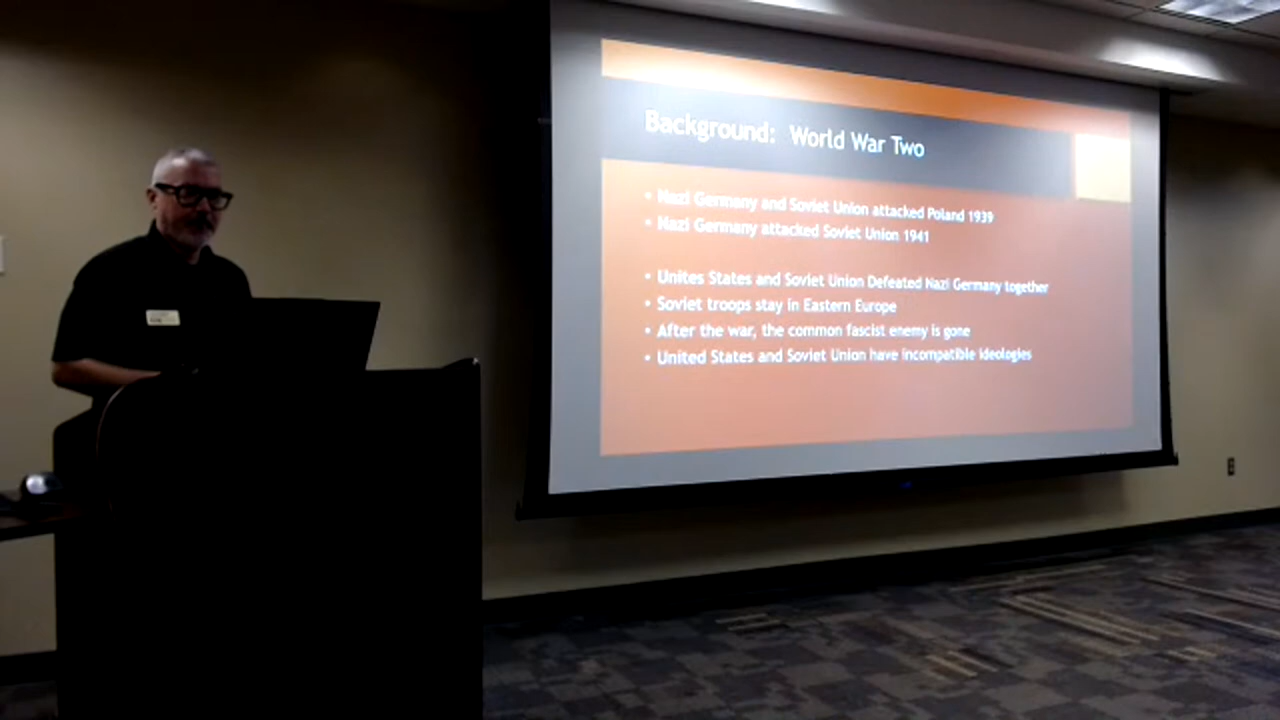 Background: World War Two
• Nazi Germany and Soviet Union attacked Poland 1939
• Nazi Germany attacked Soviet Union 1941
• Unites States and Soviet Union Defeated Nazi Germany together
• Soviet troops stay in Eastern Europe
• After the war, the common fascist enemy is gone
• United States and Soviet Union have incompatible ideologies